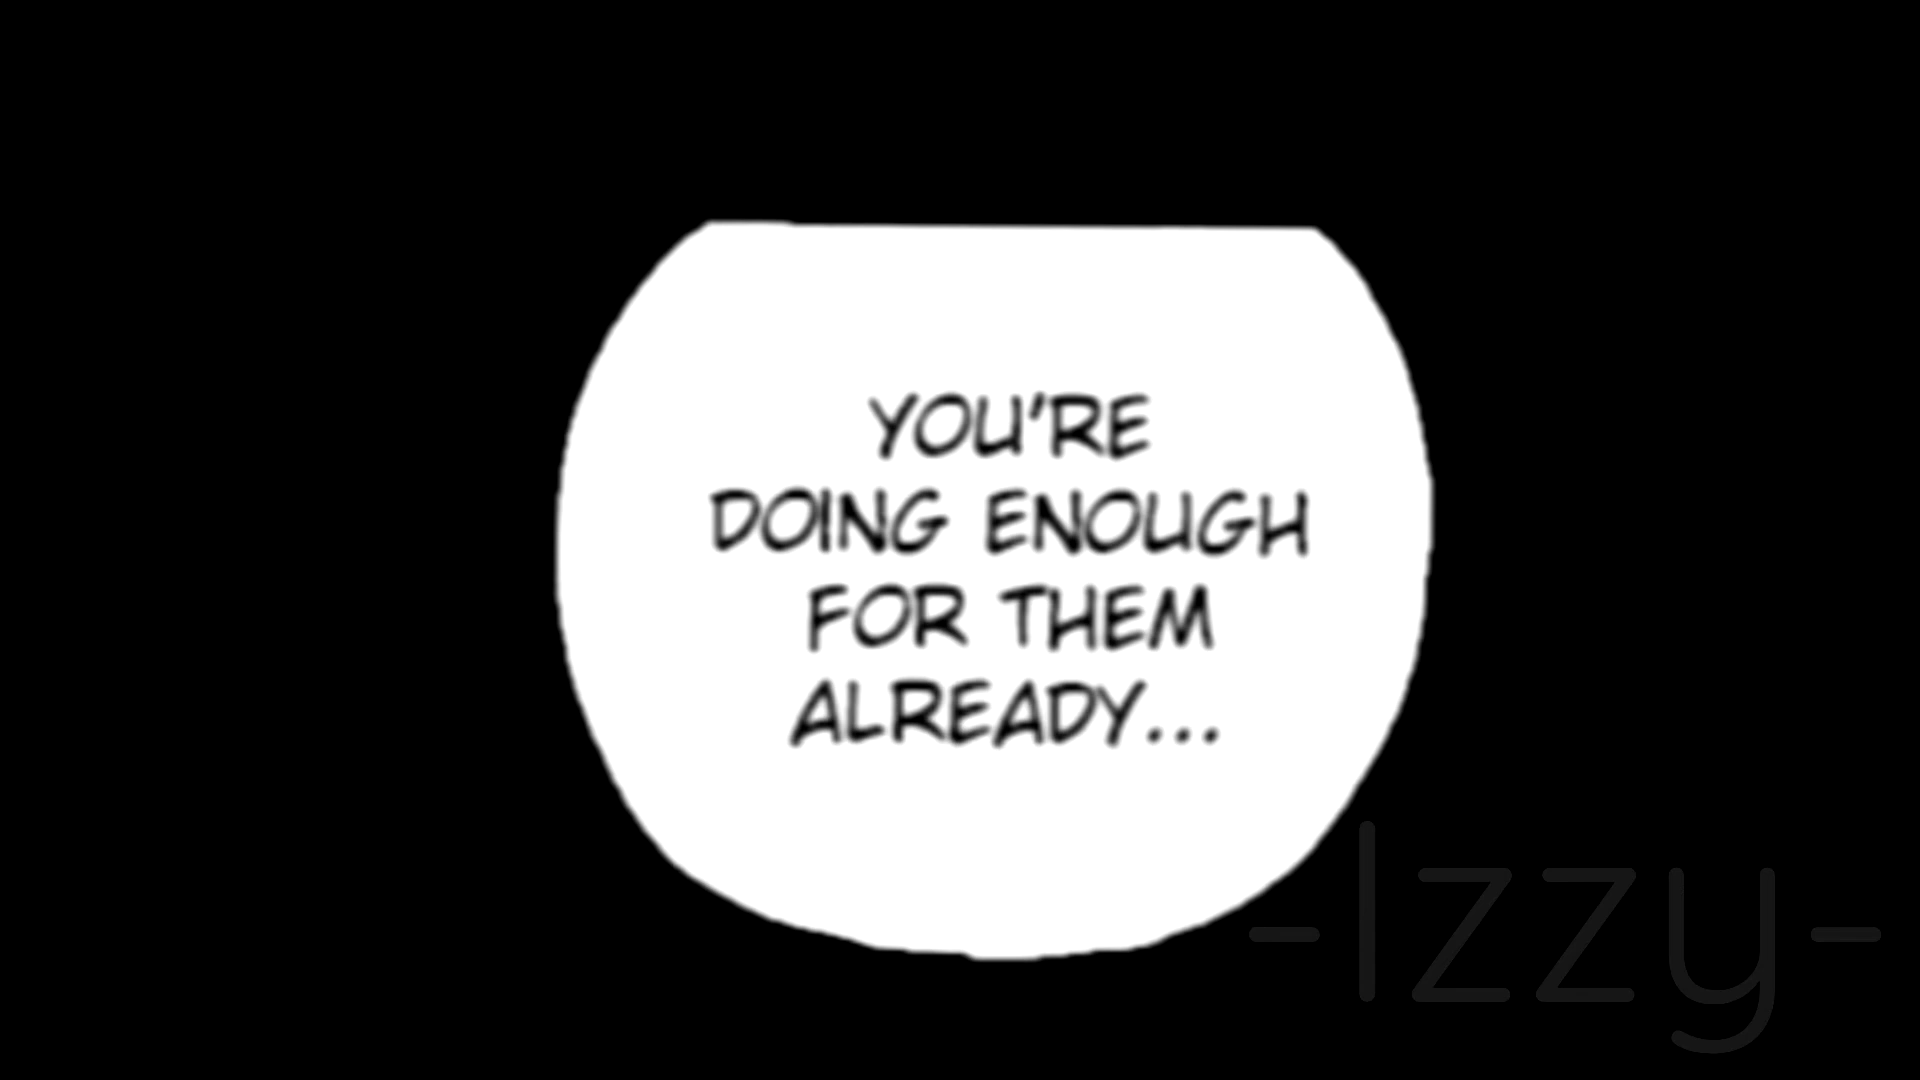 YOU'RE
DOING ENOUGH
FOR THEM
ALREADY...
-Izzy-